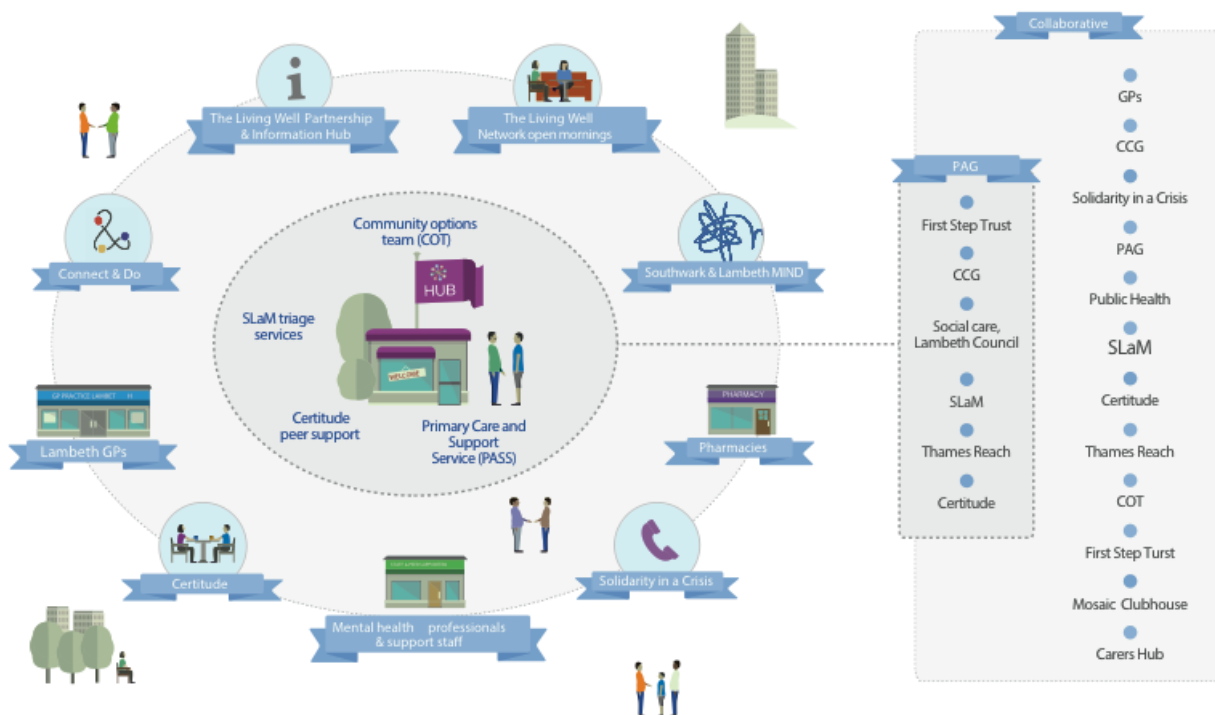 Collaborative
The Living Well Partnership
& Information Hub
The Living Well
Network open mornings
Connect & Do
Southwark & Lambeth MIND
Community options
team (COT)
HUB
SLaM triage
services
WELCOME
Certitude
peer support
Primary Care and
Support
Service (PASS)
GP PRACTICE LAMBET H
Lambeth GPs
PHARMACY
Pharmacies
Certitude
Mental health professionals
& support staff
Solidarity in a Crisis
PAG
First Step Trust
CCG
Social care,
Lambeth Council
SLaM
Thames Reach
Certitude
GPs
CCG
Solidarity in a Crisis
PAG
Public Health
SLaM
Certitude
Thames Reach
COT
First Step Turst
Mosaic Clubhouse
Carers Hub